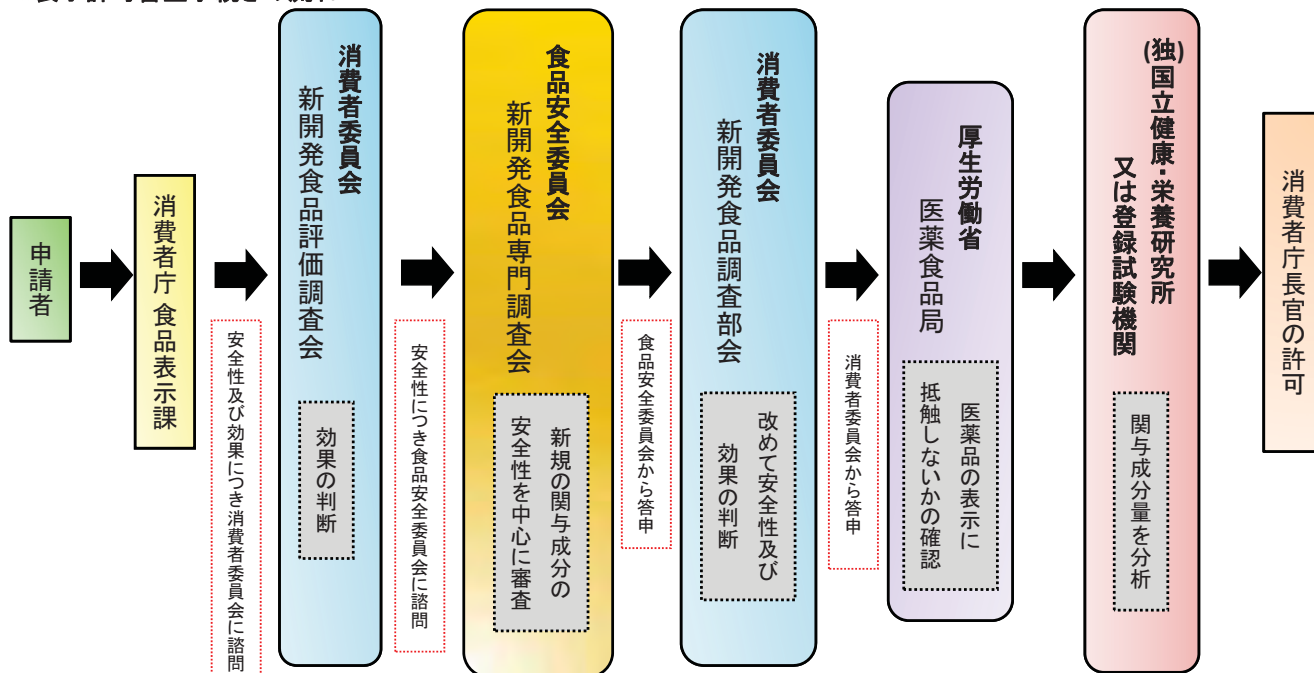 申請者
消費者庁 食品表示課
安全性及び効果につき消費者委員会に諮問
消費者委員会
新開発食品評価調査会
効果の判断
安全性につき食品安全委員会に諮問
食品安全委員会
新開発食品専門調査会
新規の関与成分の
安全性を中心に審査
食品安全委員会から答申
消費者委員会
新開発食品調査部会
改めて安全性及び
効果の判断
消費者委員会から答申
厚生労働省
医薬食品局
医薬品の表示に
抵触しないかの確認
(独)国立健康・栄養研究所
又は登録試験機関
関与成分量を分析
消費者庁長官の許可